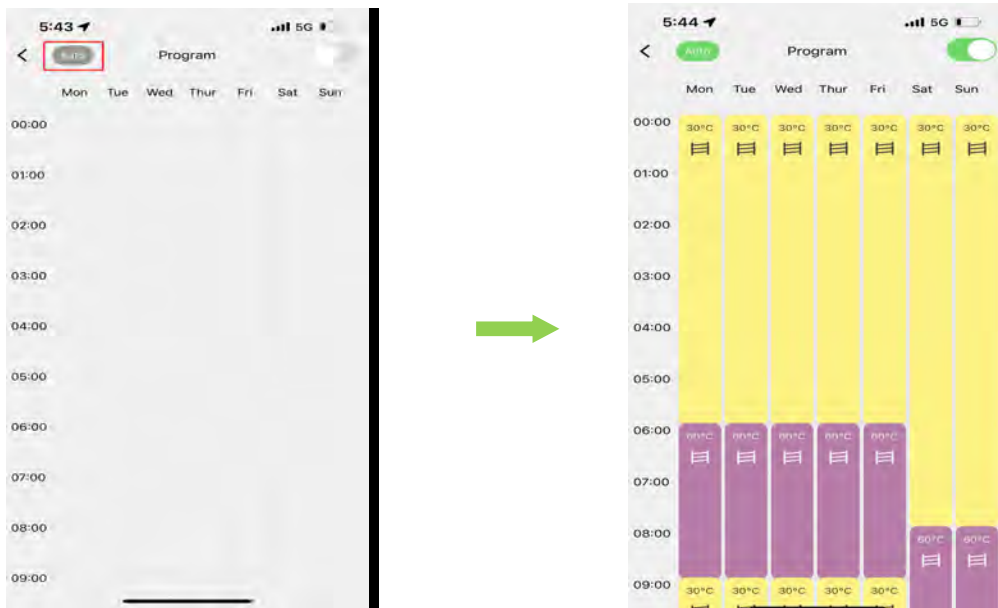 5:43 5G
Auto Program
Mon Tue Wed Thur Fri Sat Sun
00:00
01:00
02:00
03:00
04:00
05:00
06:00
07:00
08:00
09:00
5:44 5G
Auto Program
Mon Tue Wed Thur Fri Sat Sun
00:00 30°C 30°C 30°C 30°C 30°C 30°C 30°C
01:00
02:00
03:00
04:00
05:00
06:00 60°C 60°C 60°C 60°C 60°C
07:00
08:00 60°C 60°C
09:00 30°C 30°C 30°C 30°C 30°C